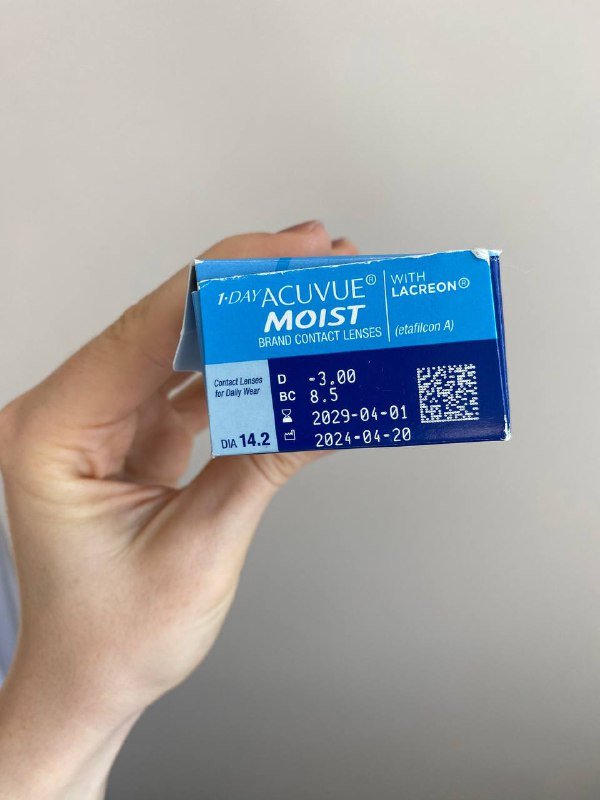 1·DAY ACUVUE® MOIST
BRAND CONTACT LENSES
WITH
LACREON®
(etafilcon A)
Contact Lenses
for Daily Wear
DIA 14.2
D -3.00
BC 8.5
2029-04-01
2024-04-20